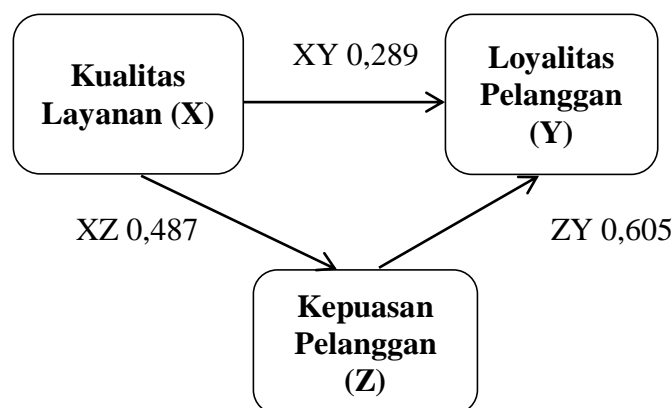 Kualitas
Layanan (X)
XY 0,289
Loyalitas
Pelanggan
(Y)
XZ 0,487
ZY 0,605
Kepuasan
Pelanggan
(Z)